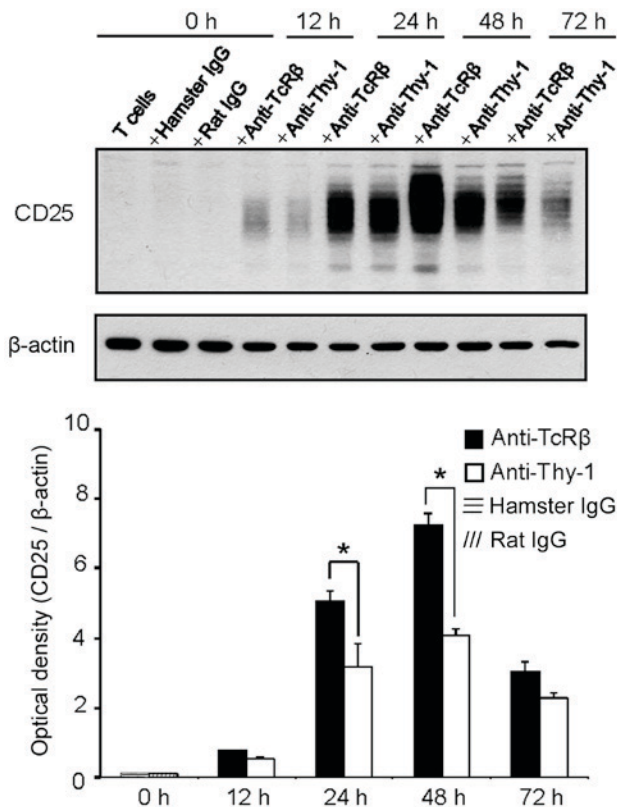 0 h 12 h 24 h 48 h 72 h
T cells
+Hamster IgG
+Rat IgG
+Anti-TcRβ
+Anti-Thy-1
+Anti-TcRβ
+Anti-Thy-1
+Anti-TcRβ
+Anti-Thy-1
+Anti-TcRβ
+Anti-Thy-1
CD25
β-actin
Optical density (CD25 / β-actin)
10
8
6
4
2
0
Anti-TcRβ
Anti-Thy-1
Hamster IgG
/// Rat IgG
*
*
0 h 12 h 24 h 48 h 72 h